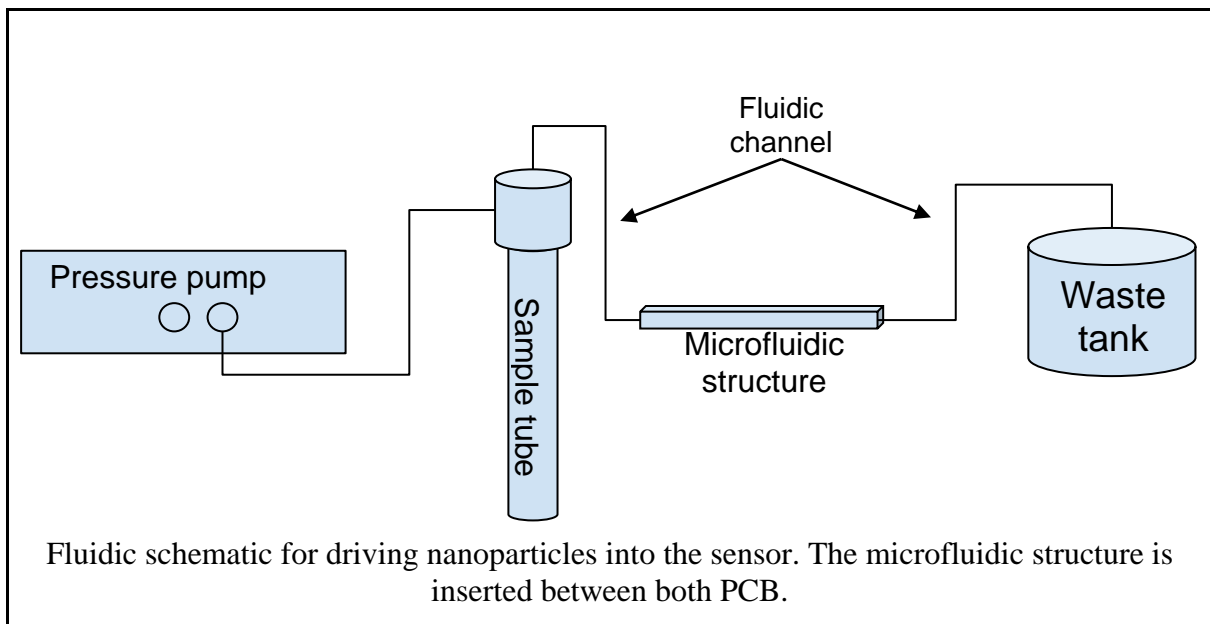 Fluidic
channel
Pressure pump
Sample tube
Microfluidic
structure
Waste
tank
Fluidic schematic for driving nanoparticles into the sensor. The microfluidic structure is
inserted between both PCB.